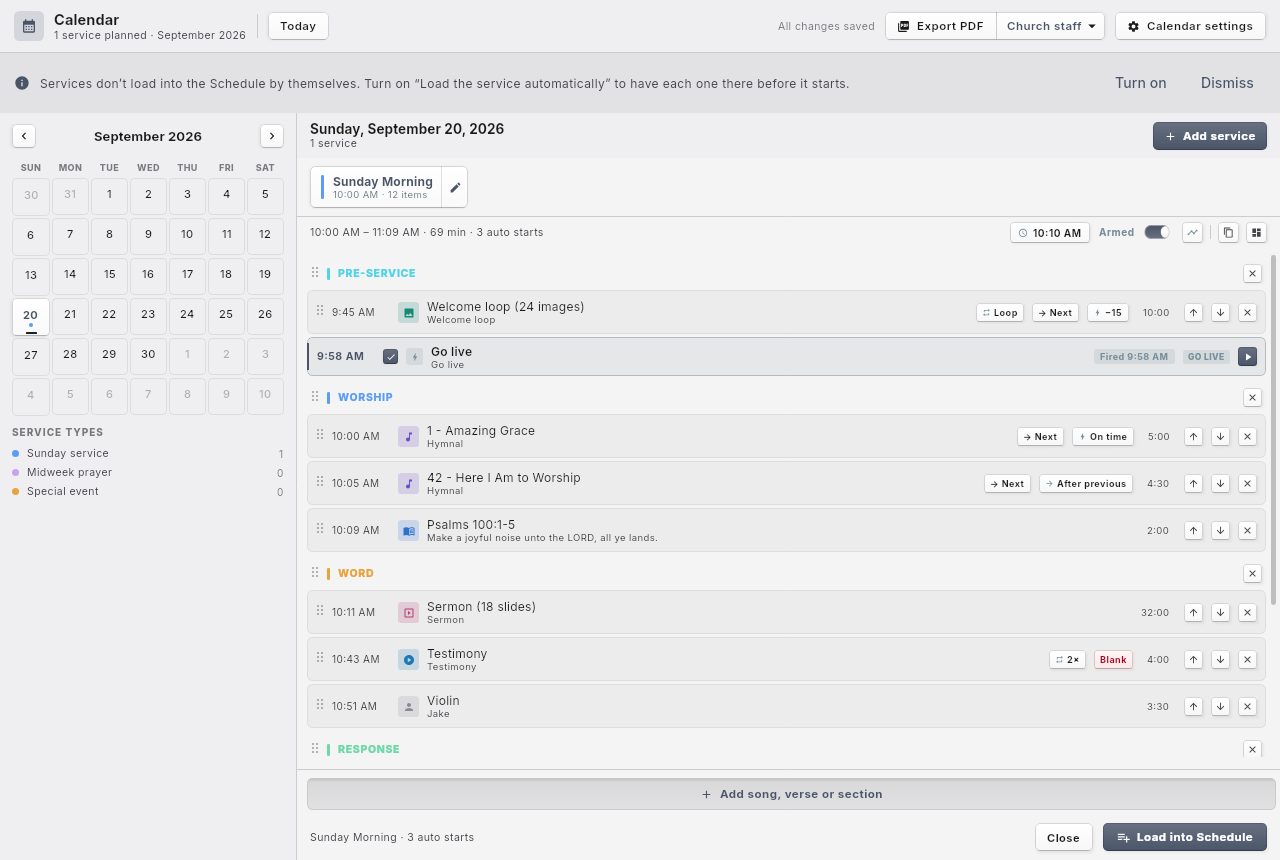 Calendar
1 service planned · September 2026
Today
All changes saved
Export PDF
Church staff
Calendar settings
Services don’t load into the Schedule by themselves. Turn on “Load the service automatically” to have each one there before it starts.
Turn on
Dismiss
September 2026
SUN MON TUE WED THU FRI SAT
30 31 1 2 3 4 5
6 7 8 9 10 11 12
13 14 15 16 17 18 19
20 21 22 23 24 25 26
27 28 29 30 1 2 3
4 5 6 7 8 9 10
SERVICE TYPES
Sunday service 1
Midweek prayer 0
Special event 0
Sunday, September 20, 2026
1 service
Add service
Sunday Morning
10:00 AM · 12 items
10:00 AM – 11:09 AM · 69 min · 3 auto starts
10:10 AM
Armed
PRE-SERVICE
9:45 AM
Welcome loop (24 images)
Welcome loop
Loop
→ Next
−15
10:00
9:58 AM
Go live
Go live
Fired 9:58 AM
GO LIVE
WORSHIP
10:00 AM
1 - Amazing Grace
Hymnal
→ Next
On time
5:00
10:05 AM
42 - Here I Am to Worship
Hymnal
→ Next
→ After previous
4:30
10:09 AM
Psalms 100:1-5
Make a joyful noise unto the LORD, all ye lands.
2:00
WORD
10:11 AM
Sermon (18 slides)
Sermon
32:00
10:43 AM
Testimony
Testimony
2×
Blank
4:00
10:51 AM
Violin
Jake
3:30
RESPONSE
Add song, verse or section
Sunday Morning · 3 auto starts
Close
Load into Schedule